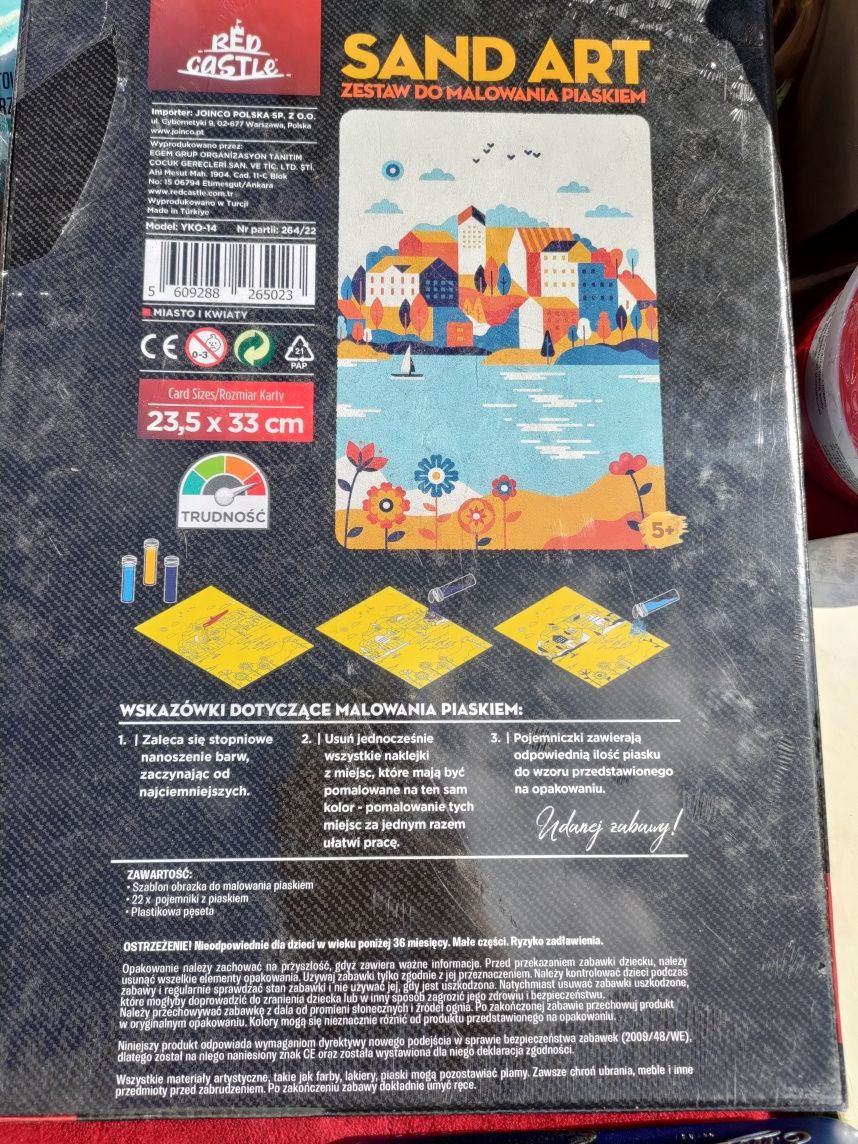 RED
CASTLE
SAND ART
ZESTAW DO MALOWANIA PIASKIEM
Importer: JOINCO POLSKA SP. Z O.O.
ul. Cybernetyki 9, 02-677 Warszawa, Polska
www.joinco.pt
Wyprodukowano przez:
EGEM GRUP ORGANİZASYON TANITIM
ÇOCUK GEREÇLERİ SAN. VE TİC. LTD. ŞTİ.
Ahi Mesut Mah. 1904, Cad. 11-C Blok
No: 15 06794 Etimesgut/Ankara
www.redcastle.com.tr
Wyprodukowano w Turcji
Made in Türkiye
Model: YKO-14 Nr partii: 264/22
5 609288 265023
MIASTO I KWIATY
CE 0-3 21
PAP
Card Sizes/Rozmiar Karty
23,5 x 33 cm
TRUDNOŚĆ
5+
WSKAZÓWKI DOTYCZĄCE MALOWANIA PIASKIEM:
1. | Zaleca się stopniowe
nanoszenie barw,
zaczynając od
najciemniejszych.
2. | Usuń jednocześnie
wszystkie naklejki
z miejsc, które mają być
pomalowane na ten sam
kolor - pomalowanie tych
miejsc za jednym razem
ułatwi pracę.
3. | Pojemniczki zawierają
odpowiednią ilość piasku
do wzoru przedstawionego
na opakowaniu.
Udanej zabawy!
ZAWARTOŚĆ:
• Szablon obrazka do malowania piaskiem
• 22 x pojemniki z piaskiem
• Plastikowa pęseta
OSTRZEŻENIE! Nieodpowiednie dla dzieci w wieku poniżej 36 miesięcy. Małe części. Ryzyko zadławienia.
Opakowanie należy zachować na przyszłość, gdyż zawiera ważne informacje. Przed przekazaniem zabawki dziecku, należy
usunąć wszelkie elementy opakowania. Używaj zabawki tylko zgodnie z jej przeznaczeniem. Należy kontrolować dzieci podczas
zabawy i regularnie sprawdzać stan zabawki i nie używać jej, gdy jest uszkodzona. Natychmiast usuwać zabawki uszkodzone,
które mogłyby doprowadzić do zranienia dziecka lub w inny sposób zagrozić jego zdrowiu i bezpieczeństwu.
Należy przechowywać zabawkę z dala od promieni słonecznych i źródeł ognia. Po zakończonej zabawie przechowuj produkt
w oryginalnym opakowaniu. Kolory mogą się nieznacznie różnić od produktu przedstawionego na opakowaniu.
Niniejszy produkt odpowiada wymaganiom dyrektywy nowego podejścia w sprawie bezpieczeństwa zabawek (2009/48/WE),
dlatego został na niego naniesiony znak CE oraz została wystawiona dla niego deklaracja zgodności.
Wszystkie materiały artystyczne, takie jak farby, lakiery, piaski mogą pozostawiać plamy. Zawsze chroń ubrania, meble i inne
przedmioty przed zabrudzeniem. Po zakończeniu zabawy dokładnie umyć ręce.